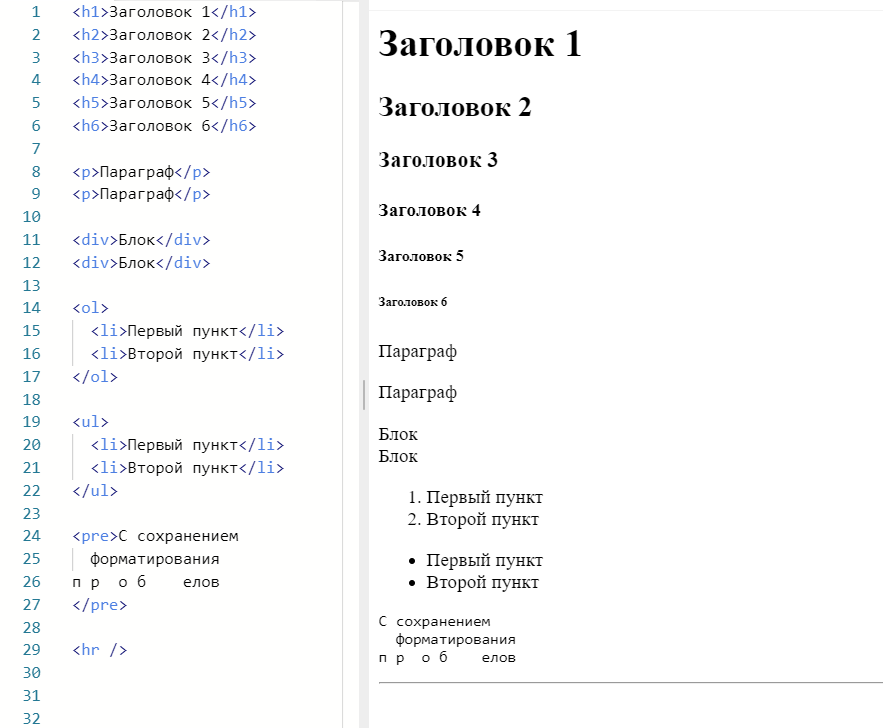 1 <h1>Заголовок 1</h1>
2 <h2>Заголовок 2</h2>
3 <h3>Заголовок 3</h3>
4 <h4>Заголовок 4</h4>
5 <h5>Заголовок 5</h5>
6 <h6>Заголовок 6</h6>
7
8 <p>Параграф</p>
9 <p>Параграф</p>
10
11 <div>Блок</div>
12 <div>Блок</div>
13
14 <ol>
15   <li>Первый пункт</li>
16   <li>Второй пункт</li>
17 </ol>
18
19 <ul>
20   <li>Первый пункт</li>
21   <li>Второй пункт</li>
22 </ul>
23
24 <pre>С сохранением
25   форматирования
26 п р  о б    елов
27 </pre>
28
29 <hr />
30
31
32
Заголовок 1
Заголовок 2
Заголовок 3
Заголовок 4
Заголовок 5
Заголовок 6
Параграф
Параграф
Блок
Блок
1. Первый пункт
2. Второй пункт
• Первый пункт
• Второй пункт
С сохранением
  форматирования
п р  о б    елов